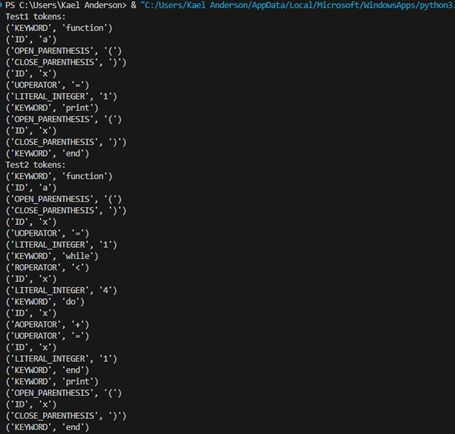 PS C:\Users\Kael Anderson> & "C:/Users/Kael Anderson/AppData/Local/Microsoft/WindowsApps/python3.
Test1 tokens:
('KEYWORD', 'function')
('ID', 'a')
('OPEN_PARENTHESIS', '(')
('CLOSE_PARENTHESIS', ')')
('ID', 'x')
('UOPERATOR', '=')
('LITERAL_INTEGER', '1')
('KEYWORD', 'print')
('OPEN_PARENTHESIS', '(')
('ID', 'x')
('CLOSE_PARENTHESIS', ')')
('KEYWORD', 'end')
Test2 tokens:
('KEYWORD', 'function')
('ID', 'a')
('OPEN_PARENTHESIS', '(')
('CLOSE_PARENTHESIS', ')')
('ID', 'x')
('UOPERATOR', '=')
('LITERAL_INTEGER', '1')
('KEYWORD', 'while')
('ROPERATOR', '<')
('ID', 'x')
('LITERAL_INTEGER', '4')
('KEYWORD', 'do')
('ID', 'x')
('AOPERATOR', '+')
('UOPERATOR', '=')
('ID', 'x')
('LITERAL_INTEGER', '1')
('KEYWORD', 'end')
('KEYWORD', 'print')
('OPEN_PARENTHESIS', '(')
('ID', 'x')
('CLOSE_PARENTHESIS', ')')
('KEYWORD', 'end')